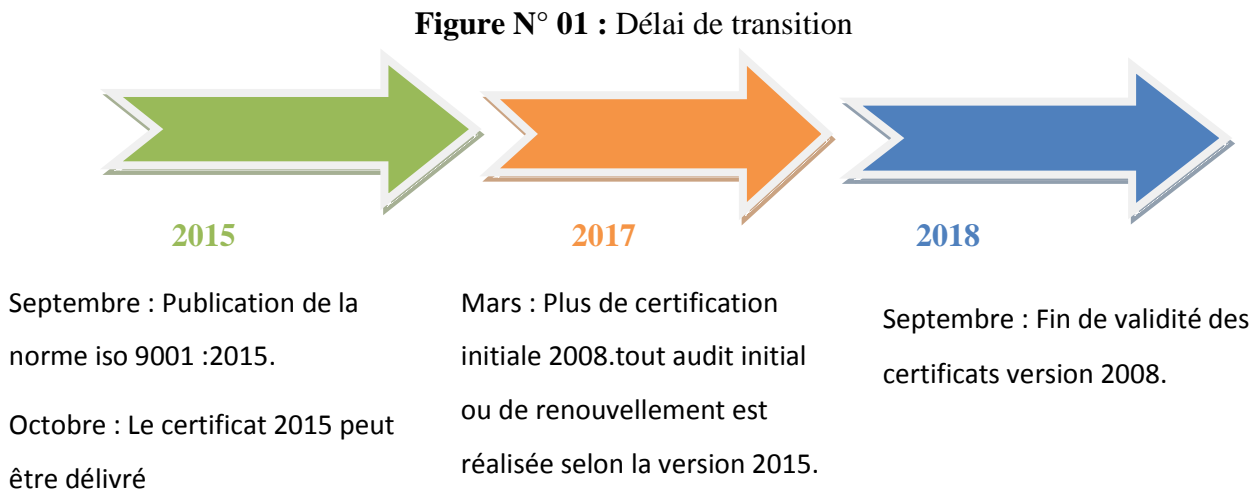 Figure N° 01 : Délai de transition
2015
Septembre : Publication de la
norme iso 9001 :2015.
Octobre : Le certificat 2015 peut
être délivré
2017
Mars : Plus de certification
initiale 2008.tout audit initial
ou de renouvellement est
réalisée selon la version 2015.
2018
Septembre : Fin de validité des
certificats version 2008.